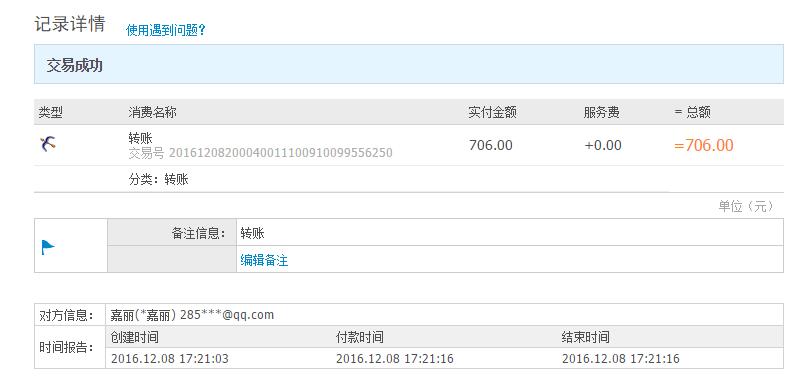 记录详情 使用遇到问题?
交易成功
类型 消费名称 实付金额 服务费 = 总额
转账
交易号 20161208200040011100910099556250
706.00 +0.00 =706.00
分类：转账
单位（元）
备注信息： 转账
编辑备注
对方信息： 嘉丽(*嘉丽) 285***@qq.com
时间报告： 创建时间 付款时间 结束时间
2016.12.08 17:21:03 2016.12.08 17:21:16 2016.12.08 17:21:16